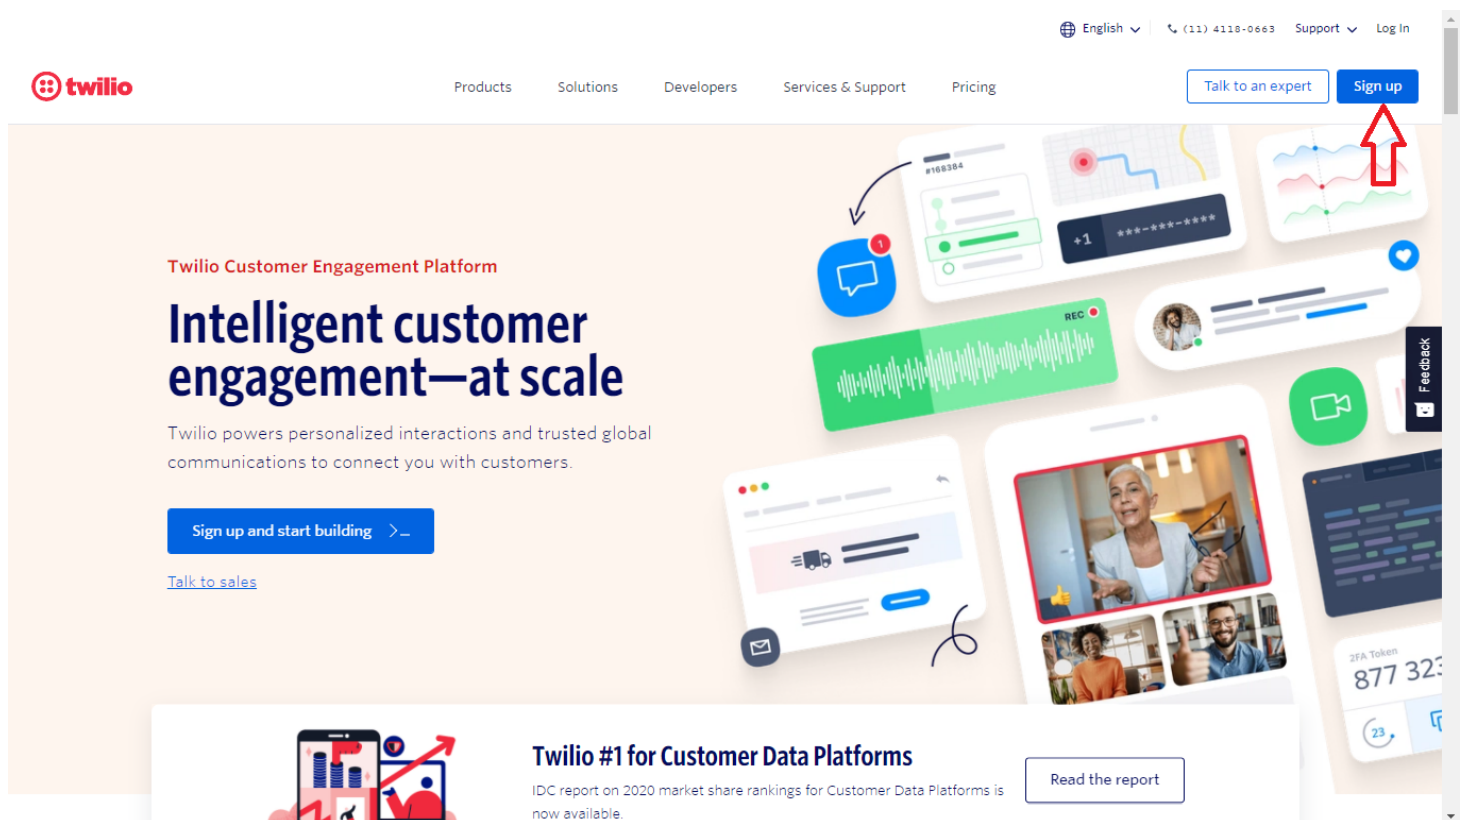 English
(11) 4118-0663
Support
Log In
twilio
Products
Solutions
Developers
Services & Support
Pricing
Talk to an expert
Sign up
#168384
+1 ***-***-****
1
Twilio Customer Engagement Platform
Intelligent customer
engagement—at scale
REC
Feedback
Twilio powers personalized interactions and trusted global
communications to connect you with customers.
Sign up and start building >_
Talk to sales
2FA Token
877 323
23
Twilio #1 for Customer Data Platforms
IDC report on 2020 market share rankings for Customer Data Platforms is
now available.
Read the report